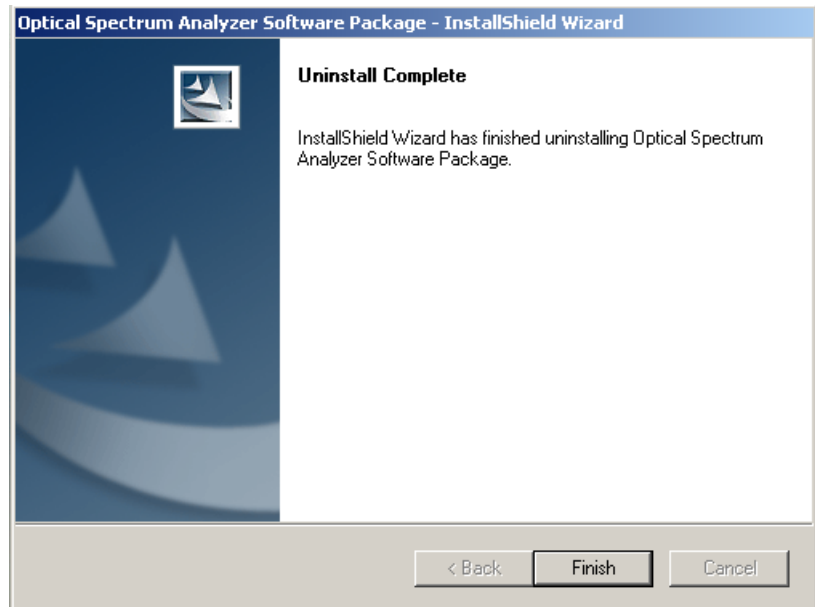 Optical Spectrum Analyzer Software Package - InstallShield Wizard
Uninstall Complete
InstallShield Wizard has finished uninstalling Optical Spectrum
Analyzer Software Package.
< Back
Finish
Cancel